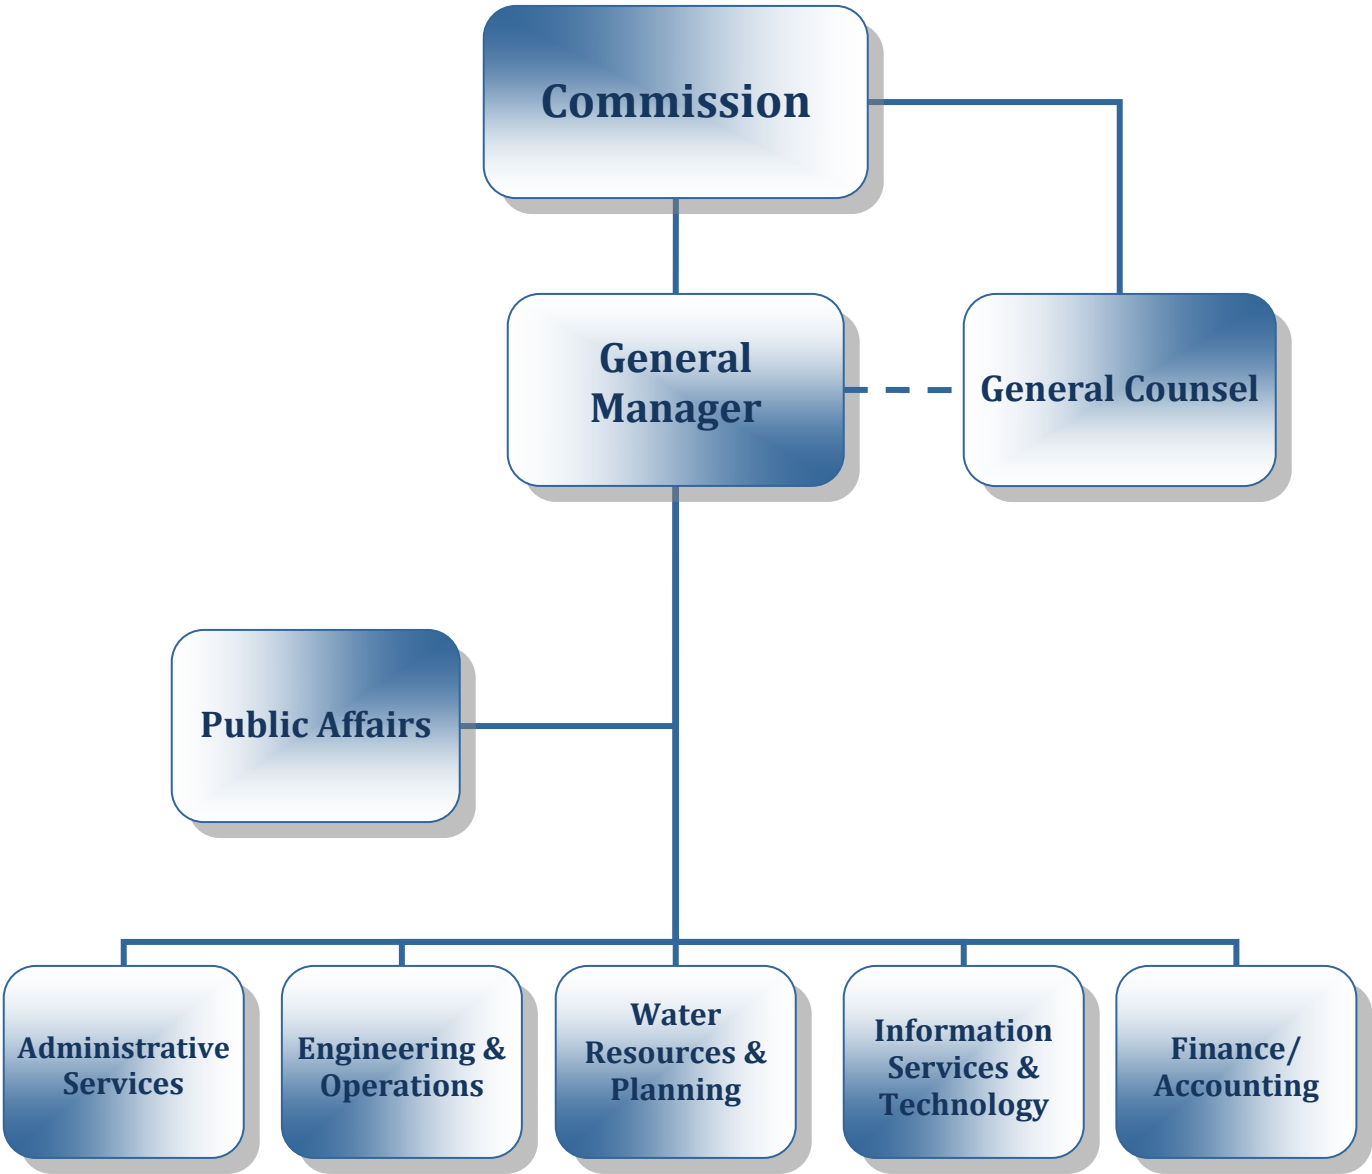 Commission
General
Manager
General Counsel
Public Affairs
Administrative
Services
Engineering &
Operations
Water
Resources &
Planning
Information
Services &
Technology
Finance/
Accounting